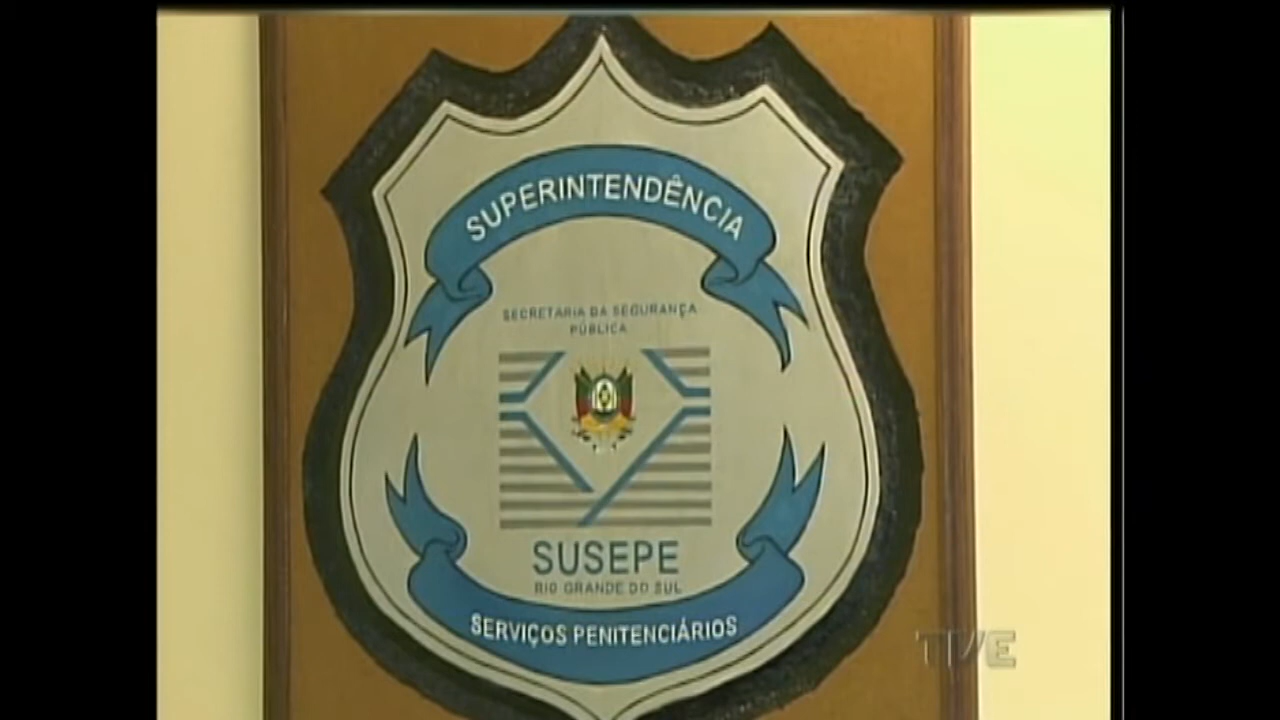 SUPERINTENDÊNCIA
SECRETARIA DA SEGURANÇA
PÚBLICA
SUSEPE
RIO GRANDE DO SUL
SERVIÇOS PENITENCIÁRIOS
TVE